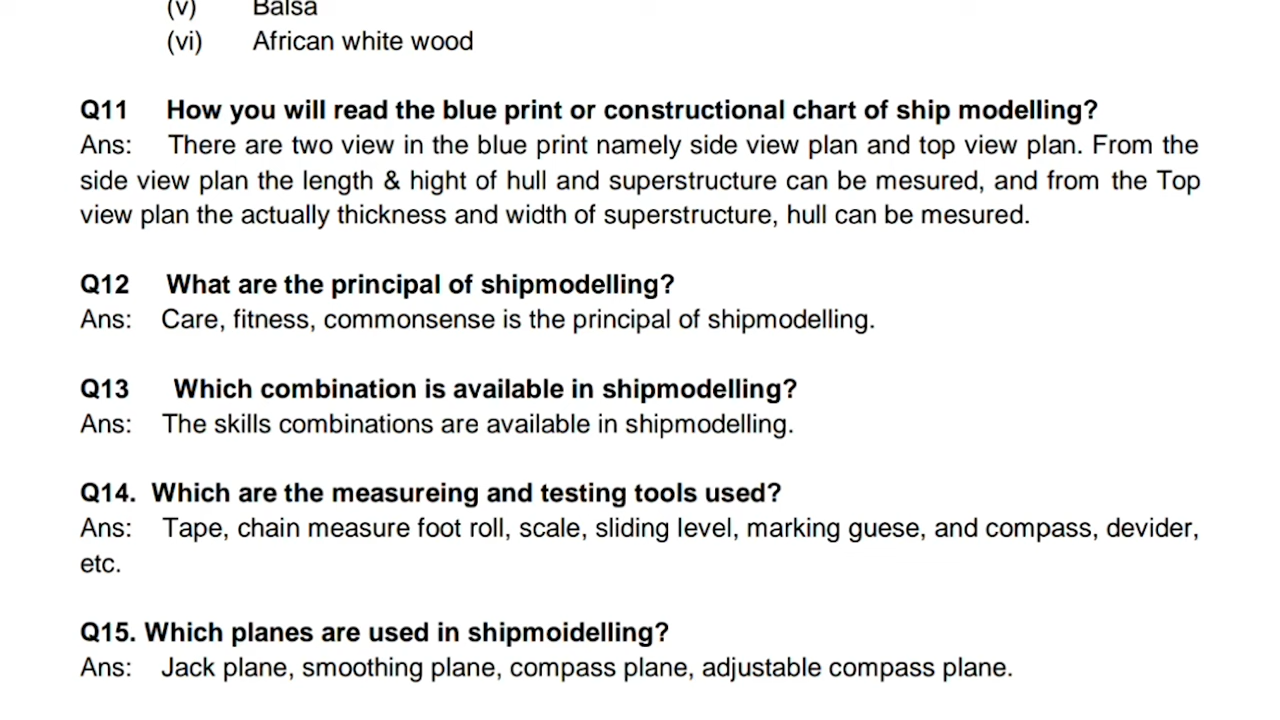 (v) Balsa
(vi) African white wood
Q11 How you will read the blue print or constructional chart of ship modelling?
Ans: There are two view in the blue print namely side view plan and top view plan. From the
side view plan the length & hight of hull and superstructure can be mesured, and from the Top
view plan the actually thickness and width of superstructure, hull can be mesured.
Q12 What are the principal of shipmodelling?
Ans: Care, fitness, commonsense is the principal of shipmodelling.
Q13 Which combination is available in shipmodelling?
Ans: The skills combinations are available in shipmodelling.
Q14. Which are the measureing and testing tools used?
Ans: Tape, chain measure foot roll, scale, sliding level, marking guese, and compass, devider,
etc.
Q15. Which planes are used in shipmoidelling?
Ans: Jack plane, smoothing plane, compass plane, adjustable compass plane.